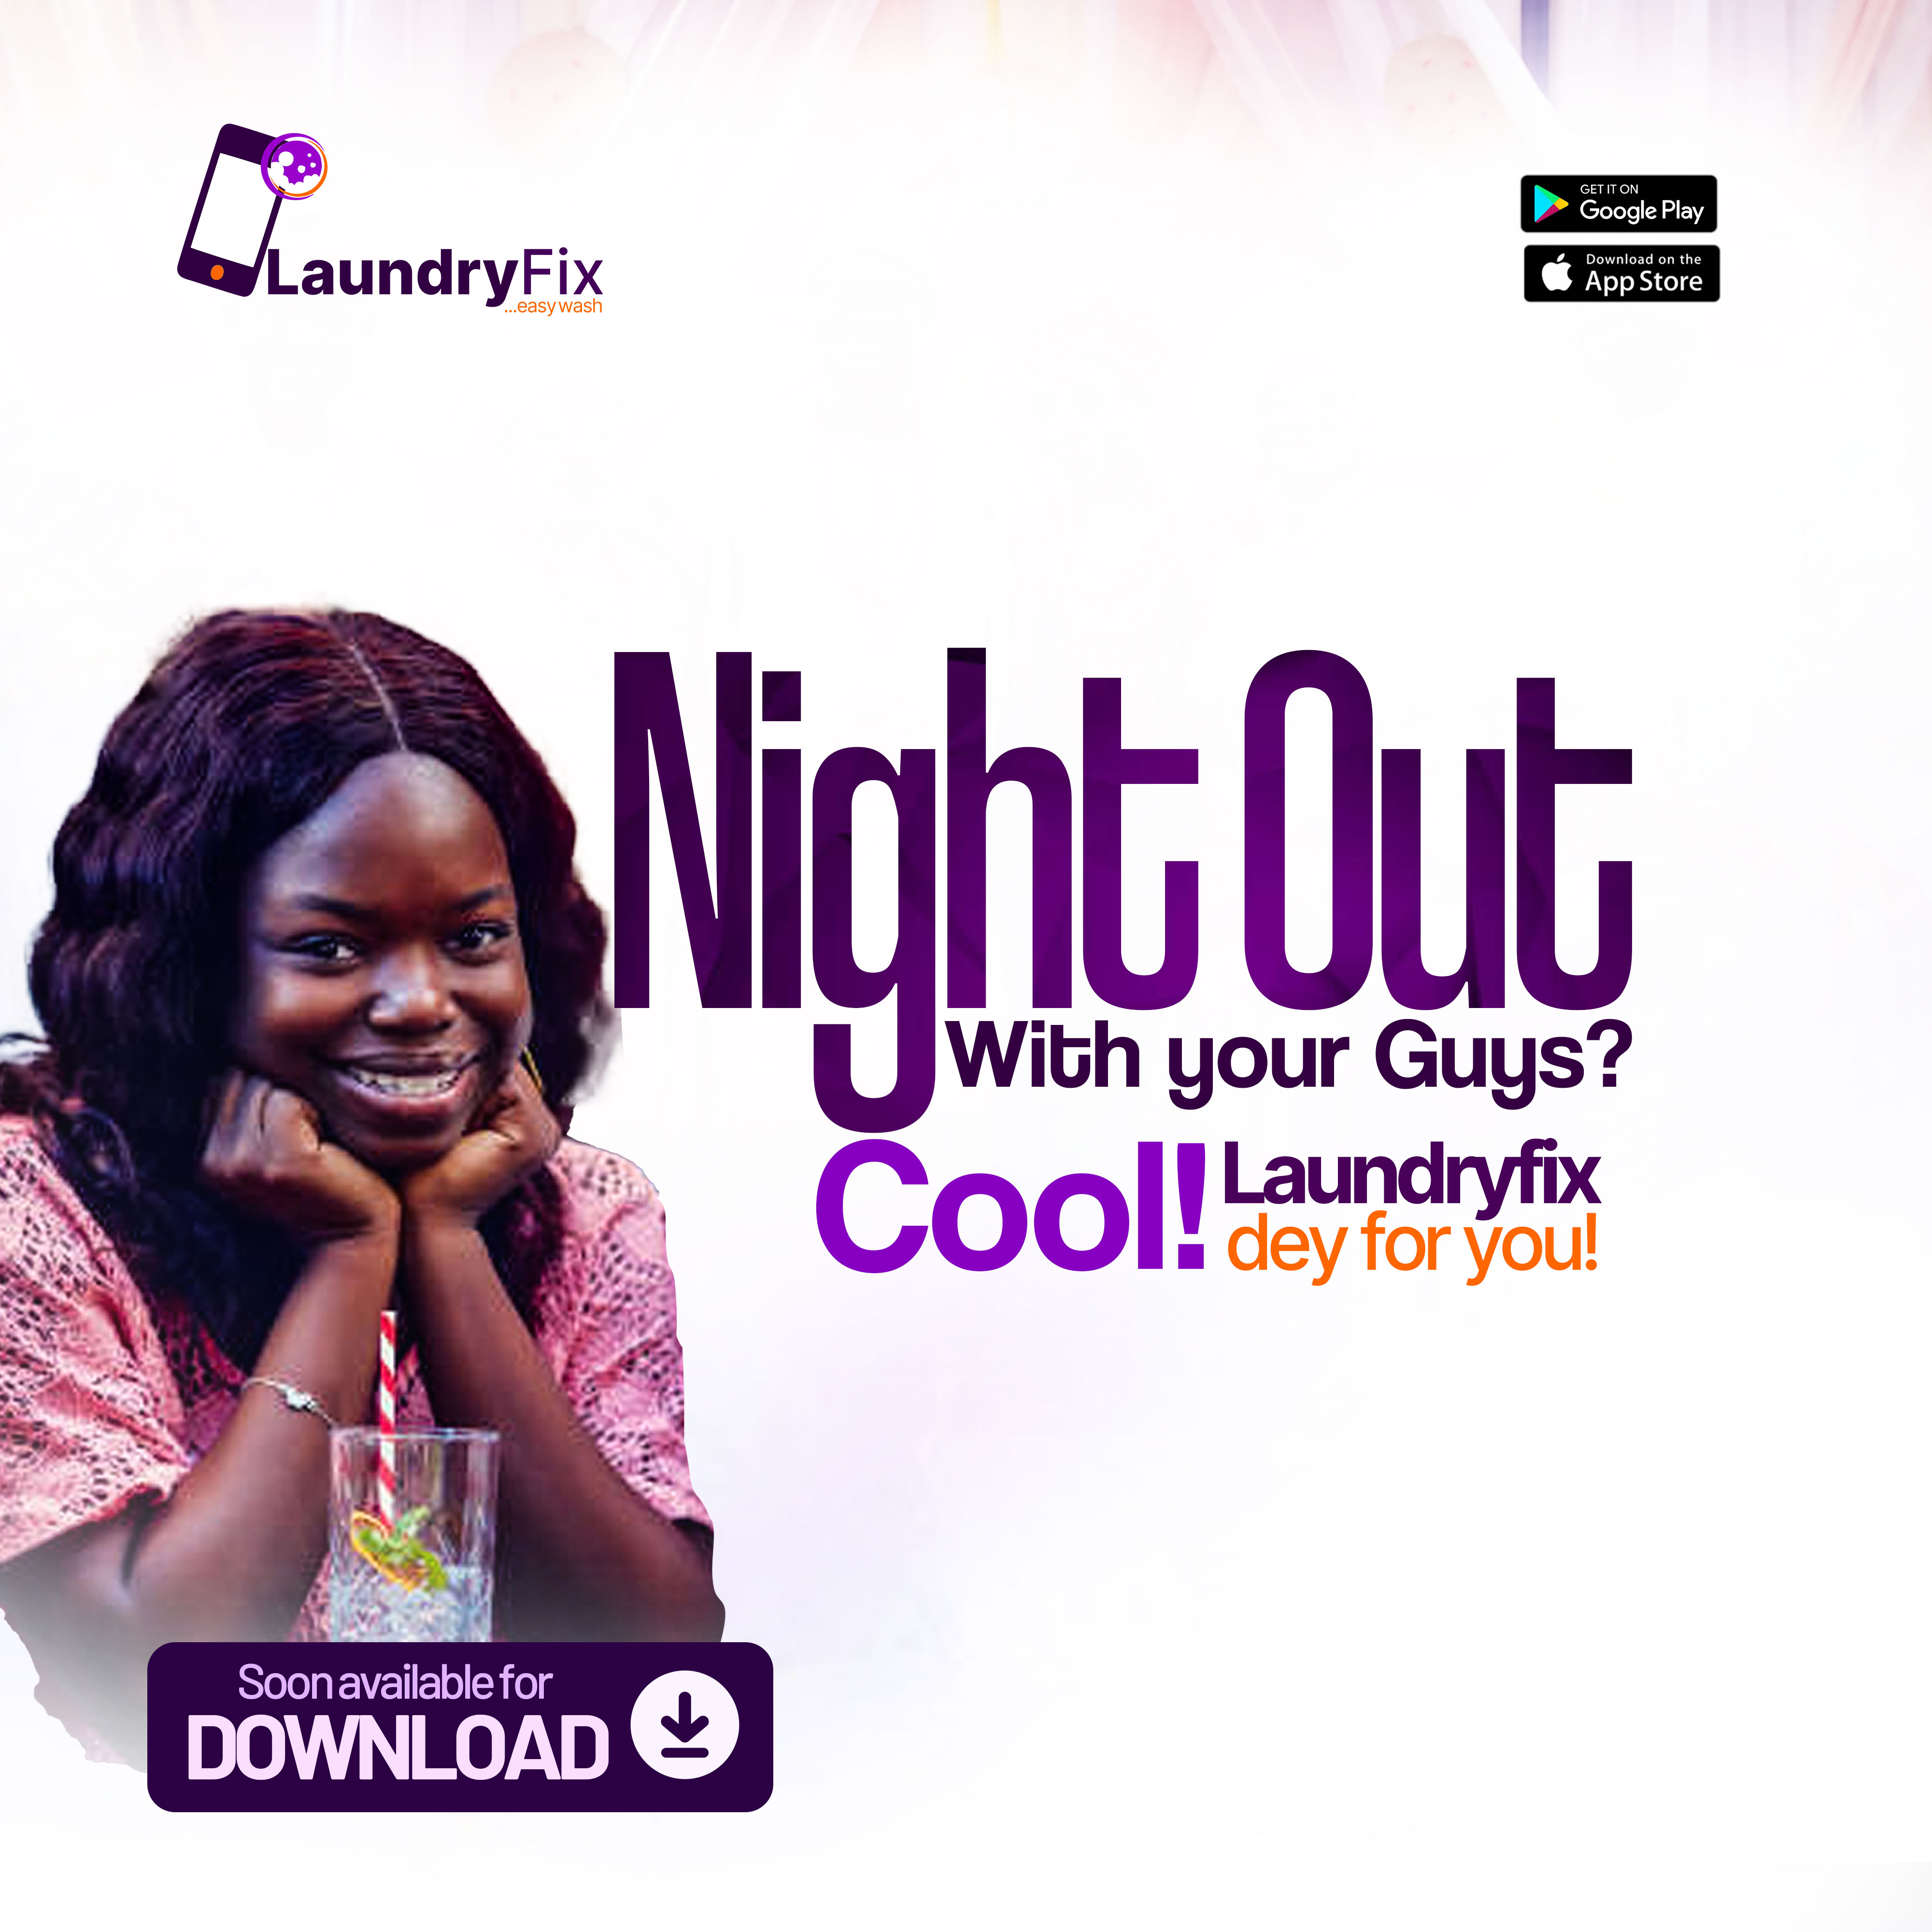 LaundryFix
...easy wash
GET IT ON
Google Play
Download on the
App Store
Night Out
With your Guys?
Cool!
Laundryfix
dey for you!
Soon available for
DOWNLOAD